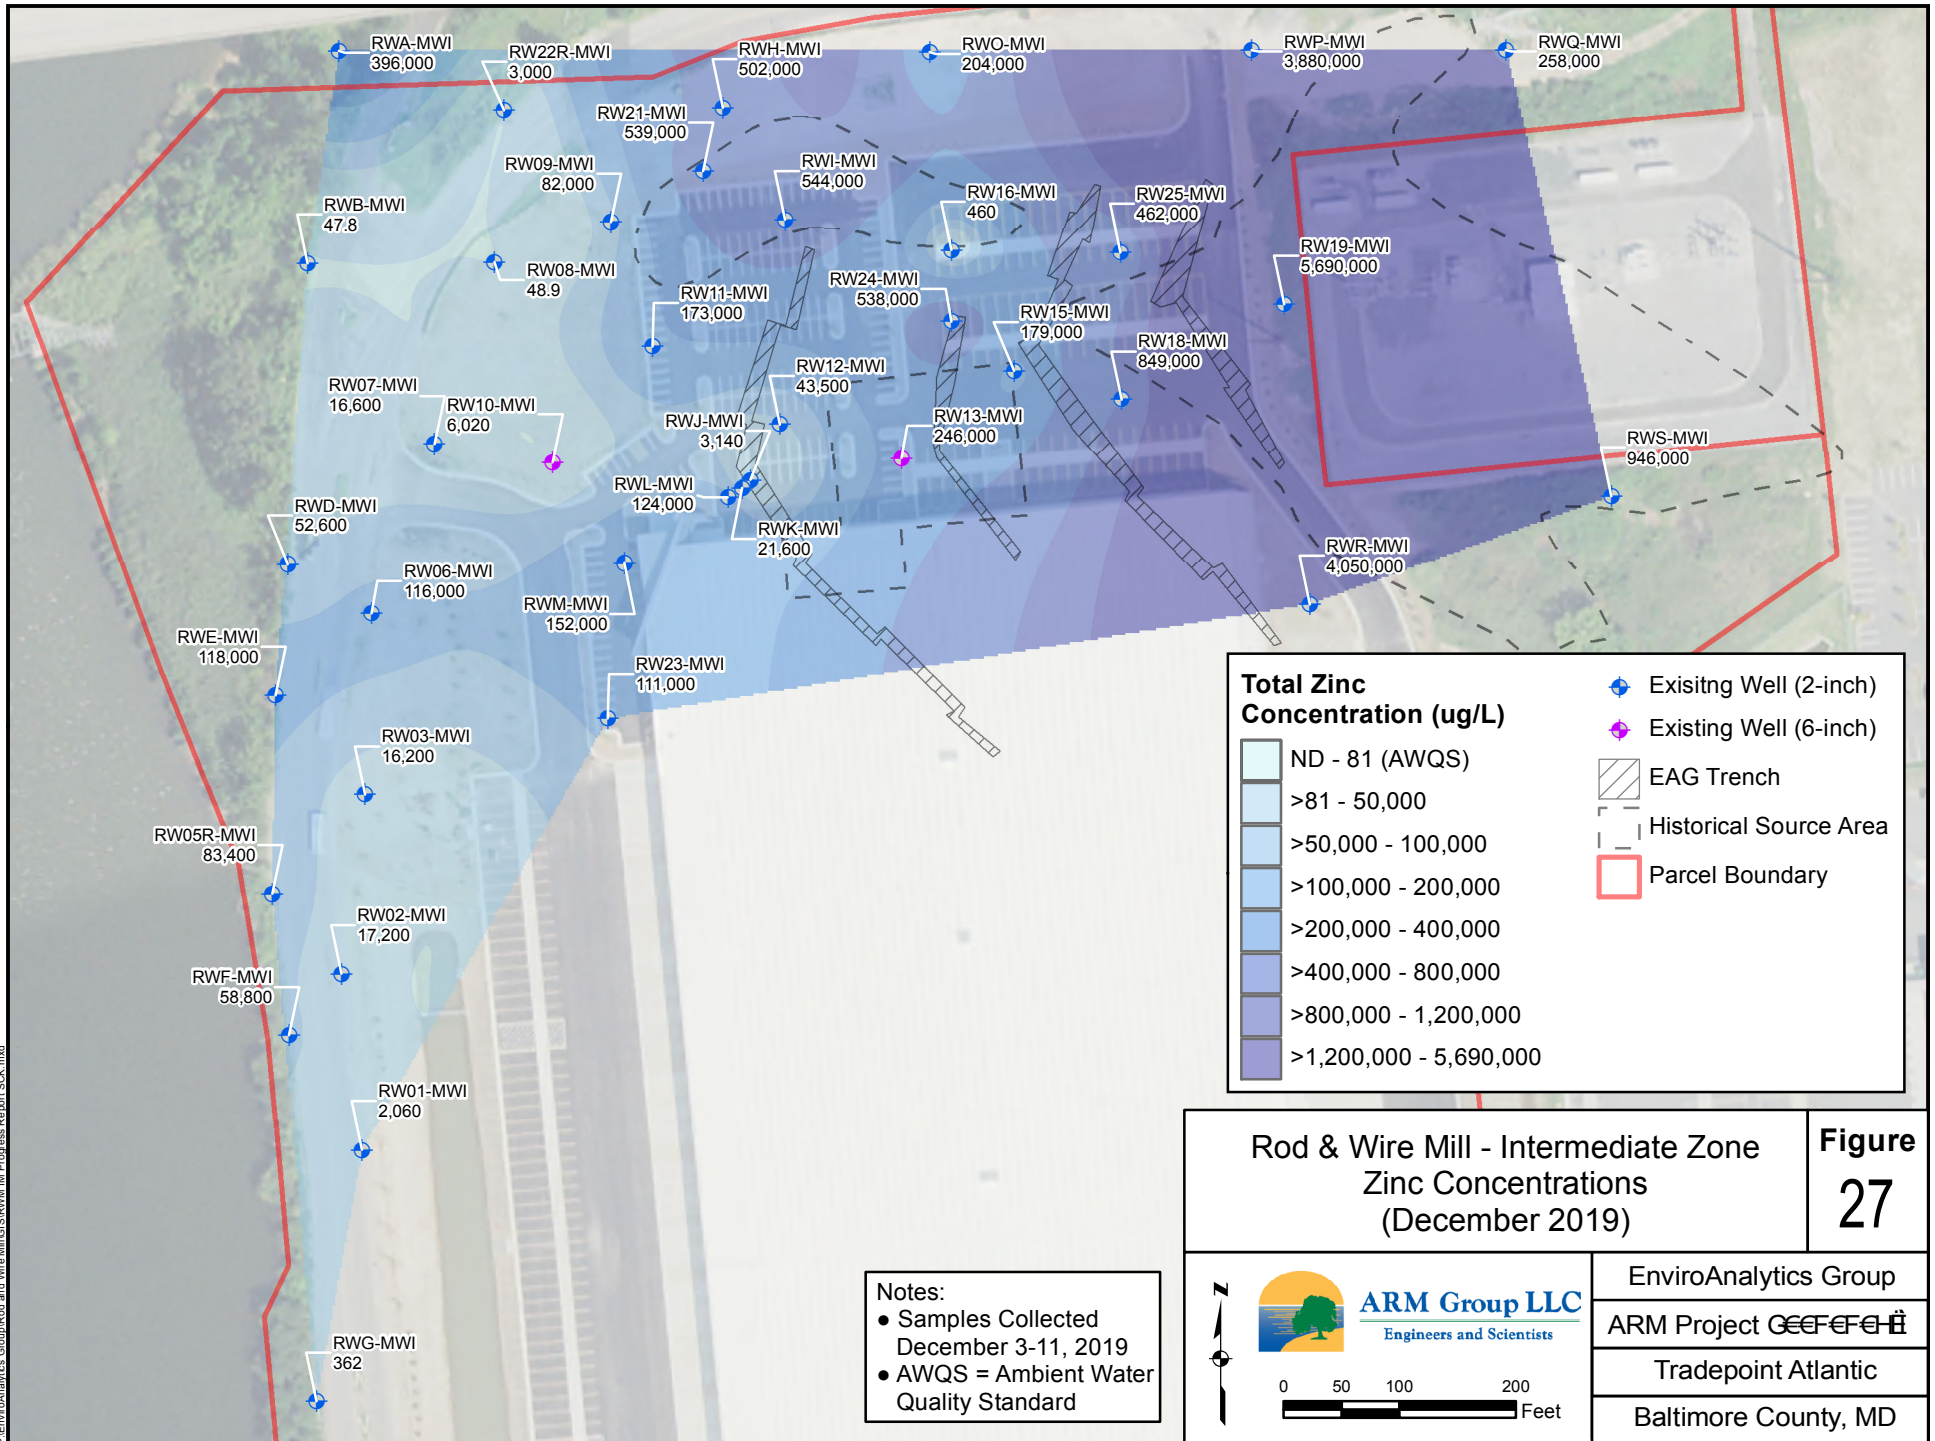 RWA-MWI
396,000
RW22R-MWI
3,000
RWH-MWI
502,000
RWO-MWI
204,000
RWP-MWI
3,880,000
RWQ-MWI
258,000
RW21-MWI
539,000
RW09-MWI
82,000
RWI-MWI
544,000
RW16-MWI
460
RW25-MWI
462,000
RWB-MWI
47.8
RW08-MWI
48.9
RW19-MWI
5,690,000
RW11-MWI
173,000
RW24-MWI
538,000
RW15-MWI
179,000
RW18-MWI
849,000
RW12-MWI
43,500
RW07-MWI
16,600
RW10-MWI
6,020
RWJ-MWI
3,140
RW13-MWI
246,000
RWS-MWI
946,000
RWL-MWI
124,000
RWD-MWI
52,600
RWK-MWI
21,600
RWR-MWI
4,050,000
RW06-MWI
116,000
RWM-MWI
152,000
RWE-MWI
118,000
RW23-MWI
111,000
RW03-MWI
16,200
RW05R-MWI
83,400
RW02-MWI
17,200
RWF-MWI
58,800
RW01-MWI
2,060
RWG-MWI
362
Total Zinc
Concentration (ug/L)
ND - 81 (AWQS)
>81 - 50,000
>50,000 - 100,000
>100,000 - 200,000
>200,000 - 400,000
>400,000 - 800,000
>800,000 - 1,200,000
>1,200,000 - 5,690,000
Exisitng Well (2-inch)
Existing Well (6-inch)
EAG Trench
Historical Source Area
Parcel Boundary
Notes:
● Samples Collected
December 3-11, 2019
● AWQS = Ambient Water
Quality Standard
Rod & Wire Mill - Intermediate Zone
Zinc Concentrations
(December 2019)
Figure
27
N
ARM Group LLC
Engineers and Scientists
0 50 100 200
Feet
EnviroAnalytics Group
ARM Project
Tradepoint Atlantic
Baltimore County, MD